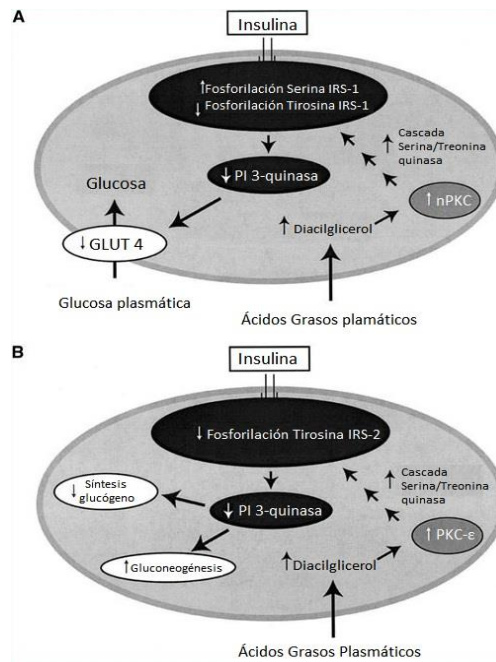 A
Insulina
↑Fosforilación Serina IRS-1
↓ Fosforilación Tirosina IRS-1
↑ Cascada
Serina/Treonina
quinasa
↓ PI 3-quinasa
Glucosa
↑ nPKC
↑ Diacilglicerol
↓ GLUT 4
Glucosa plasmática
Ácidos Grasos plamáticos
B
Insulina
↓ Fosforilación Tirosina IRS-2
↑ Cascada
Serina/Treonina
quinasa
↓ Síntesis
glucógeno
↓ PI 3-quinasa
↑ PKC-ε
↑ Gluconeogénesis
↑Diacilglicerol
Ácidos Grasos Plasmáticos